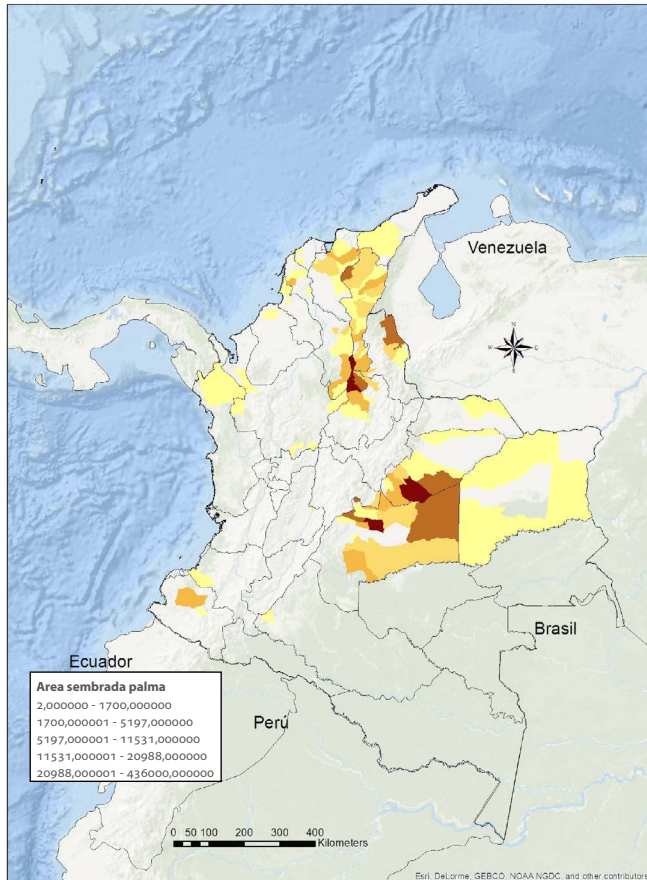 Venezuela
N
W E
S
Brasil
Ecuador
Perú
Area sembrada palma
2,000000 - 1700,000000
1700,000001 - 5197,000000
5197,000001 - 11531,000000
11531,000001 - 20988,000000
20988,000001 - 436000,000000
0 50 100 200 300 400
Kilometers
Esri, DeLorme, GEBCO, NOAA NGDC, and other contributors